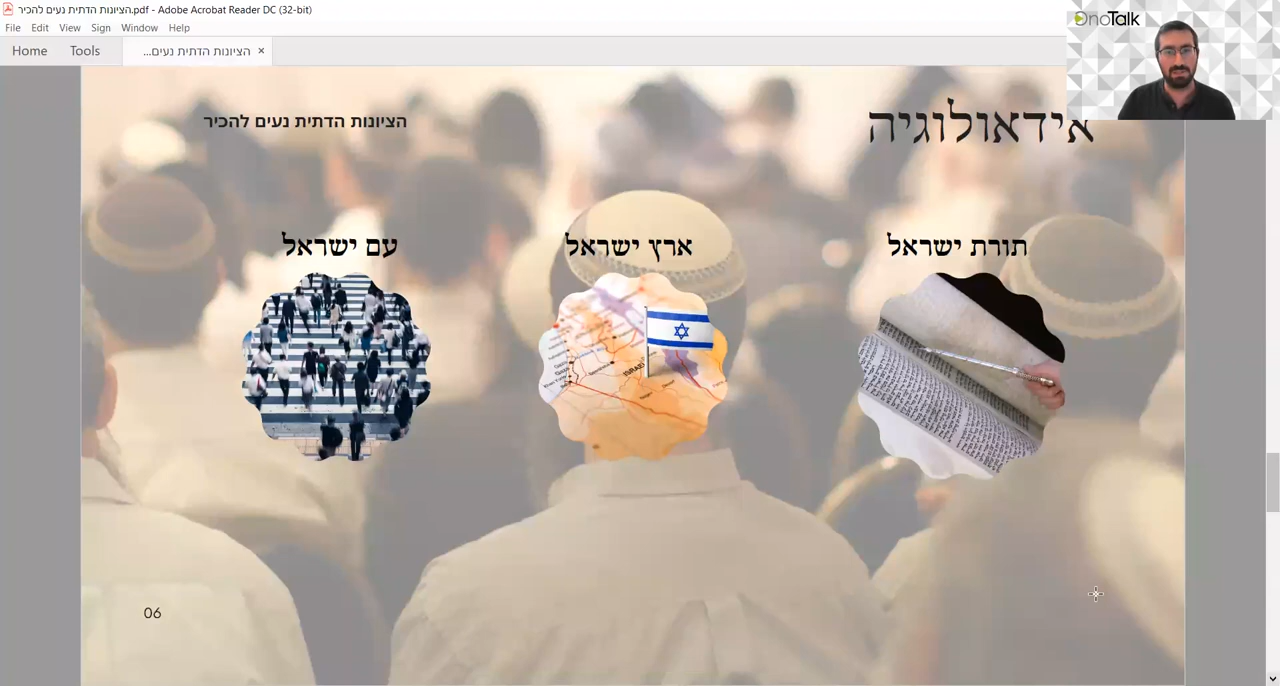 הציונות הדתית נעים להכיר.pdf - Adobe Acrobat Reader DC (32-bit)
File Edit View Sign Window Help
Home Tools הציונות הדתית נעים... ×
OnoTalk
אידאולוגיה
הציונות הדתית נעים להכיר
תורת ישראל
ארץ ישראל
עם ישראל
ISRAEL
06